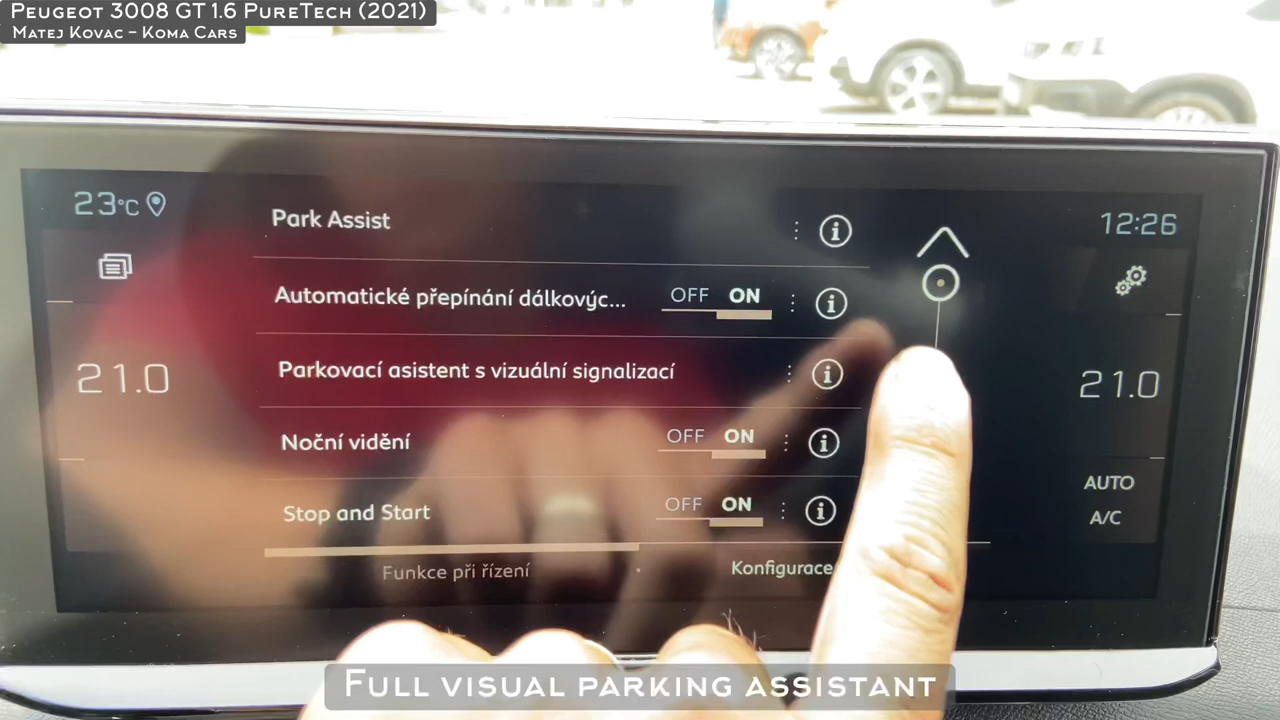 Peugeot 3008 GT 1.6 PureTech (2021)
Matej Kovac – Koma Cars
23°C
12:26
Park Assist
Automatické přepínání dálkovýc...
OFF ON
Parkovací asistent s vizuální signalizací
21.0
21.0
Noční vidění
OFF ON
Stop and Start
OFF ON
AUTO
A/C
Funkce při řízení
Konfigurace
Full visual parking assistant